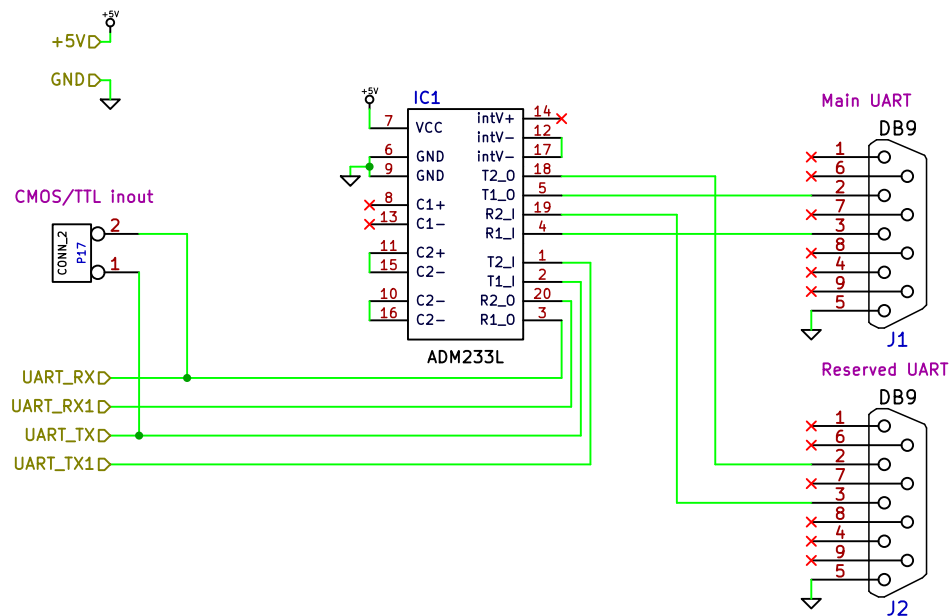 +5V
+5V
GND
+5V
IC1
7 VCC
6 GND
9 GND
8 C1+
13 C1-
11 C2+
15 C2-
10 C2-
16 C2-
intV+ 14
intV- 12
intV- 17
T2_O 18
T1_O 5
R2_I 19
R1_I 4
T2_I 1
T1_I 2
R2_O 20
R1_O 3
ADM233L
CMOS/TTL inout
CONN_2
P17
2
1
UART_RX
UART_RX1
UART_TX
UART_TX1
Main UART
DB9
1
6
2
7
3
8
4
9
5
J1
Reserved UART
DB9
1
6
2
7
3
8
4
9
5
J2